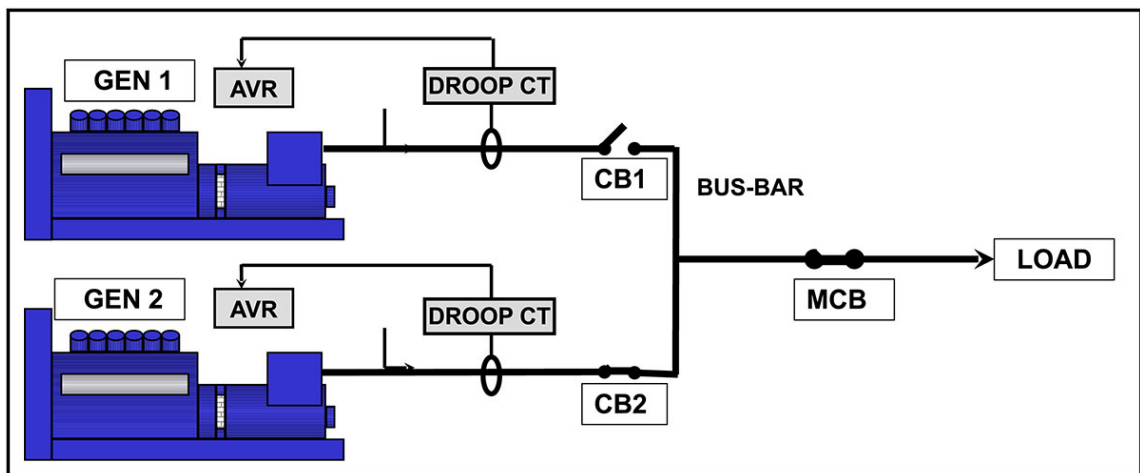 GEN 1
AVR
DROOP CT
CB1
BUS-BAR
LOAD
MCB
GEN 2
AVR
DROOP CT
CB2